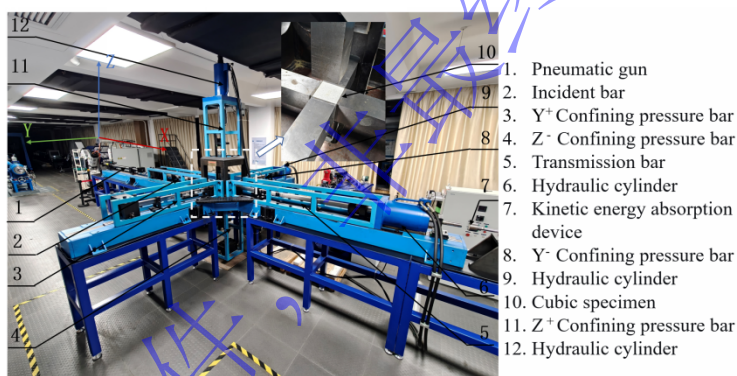 12
11
10
9
8
7
6
5
1
2
3
4
Z
Y
X
1. Pneumatic gun
2. Incident bar
3. Y⁺ Confining pressure bar
4. Z⁻ Confining pressure bar
5. Transmission bar
6. Hydraulic cylinder
7. Kinetic energy absorption
device
8. Y⁻ Confining pressure bar
9. Hydraulic cylinder
10. Cubic specimen
11. Z⁺ Confining pressure bar
12. Hydraulic cylinder